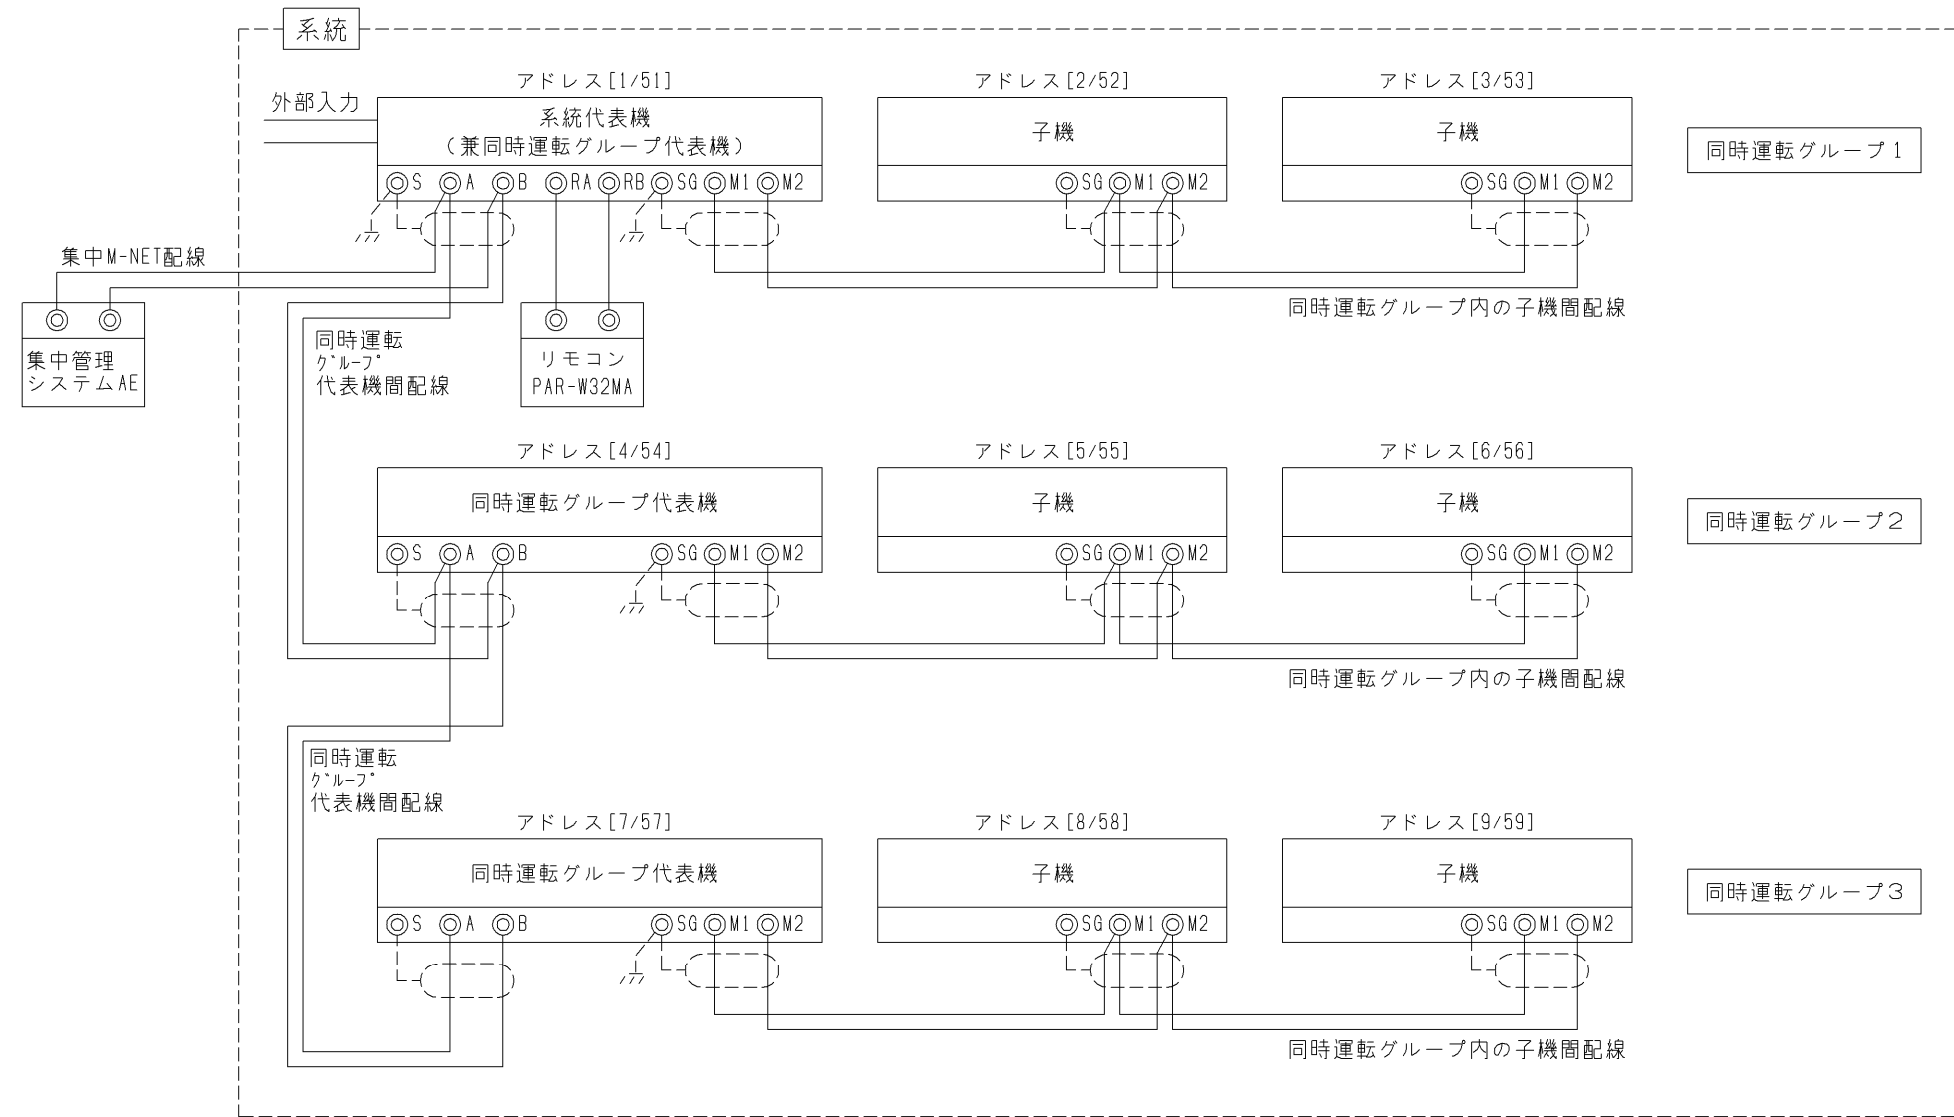 系統
アドレス[1/51]
アドレス[2/52]
アドレス[3/53]
外部入力
系統代表機
(兼同時運転グループ代表機)
子機
子機
同時運転グループ1
S A B RA RB SG M1 M2
SG M1 M2
SG M1 M2
集中M-NET配線
同時運転グループ内の子機間配線
集中管理
システムAE
同時運転
グループ
代表機間配線
リモコン
PAR-W32MA
アドレス[4/54]
アドレス[5/55]
アドレス[6/56]
同時運転グループ代表機
子機
子機
同時運転グループ2
S A B SG M1 M2
SG M1 M2
SG M1 M2
同時運転グループ内の子機間配線
同時運転
グループ
代表機間配線
アドレス[7/57]
アドレス[8/58]
アドレス[9/59]
同時運転グループ代表機
子機
子機
同時運転グループ3
S A B SG M1 M2
SG M1 M2
SG M1 M2
同時運転グループ内の子機間配線